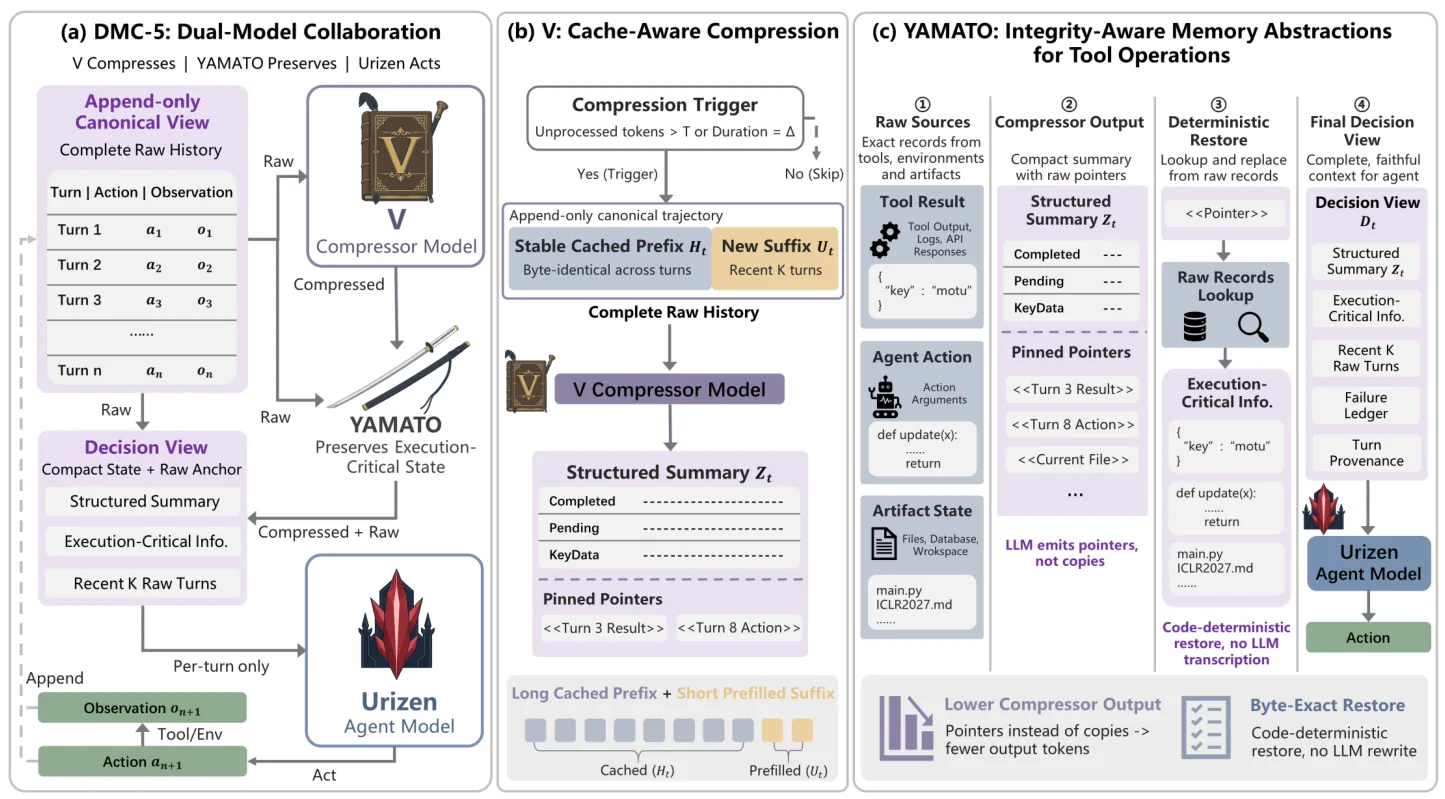 (a) DMC-5: Dual-Model Collaboration
V Compresses | YAMATO Preserves | Urizen Acts
Append-only
Canonical View
Complete Raw History
Turn | Action | Observation
Turn 1 a₁ o₁
Turn 2 a₂ o₂
Turn 3 a₃ o₃
......
Turn n aₙ oₙ
Raw
V
Compressor Model
Compressed
Raw
Raw
YAMATO
Preserves Execution-
Critical State
Decision View
Compact State + Raw Anchor
Structured Summary
Execution-Critical Info.
Recent K Raw Turns
Compressed + Raw
Per-turn only
Urizen
Agent Model
Append
Observation oₙ₊₁
Tool/Env
Action aₙ₊₁
Act
(b) V: Cache-Aware Compression
Compression Trigger
Unprocessed tokens > T or Duration = Δ
Yes (Trigger)
No (Skip)
Append-only canonical trajectory
Stable Cached Prefix Hₜ
Byte-identical across turns
New Suffix Uₜ
Recent K turns
Complete Raw History
V
V Compressor Model
Structured Summary Zₜ
Completed ----------------------
Pending ----------------------
KeyData ----------------------
Pinned Pointers
<<Turn 3 Result>> <<Turn 8 Action>>
Long Cached Prefix + Short Prefilled Suffix
Cached (Hₜ) Prefilled (Uₜ)
(c) YAMATO: Integrity-Aware Memory Abstractions
for Tool Operations
①
Raw Sources
Exact records from
tools, environments
and artifacts
Tool Result
Tool Output,
Logs, API
Responses
{
“key” : “motu”
}
Agent Action
Action
Arguments
def update(x):
......
return
Artifact State
Files, Database,
Wrokspace
main.py
ICLR2027.md
......
②
Compressor Output
Compact summary
with raw pointers
Structured
Summary Zₜ
Completed ---
Pending ---
KeyData ---
Pinned Pointers
<<Turn 3 Result>>
<<Turn 8 Action>>
<<Current File>>
...
LLM emits pointers,
not copies
③
Deterministic
Restore
Lookup and replace
from raw records
<<Pointer>>
Raw Records
Lookup
Execution-
Critical Info.
{
“key” : “motu”
}
def update(x):
......
return
main.py
ICLR2027.md
......
Code-deterministic
restore, no LLM
transcription
④
Final Decision
View
Complete, faithful
context for agent
Decision View
Dₜ
Structured
Summary Zₜ
Execution-
Critical Info.
Recent K
Raw Turns
Failure
Ledger
Turn
Provenance
Urizen
Agent Model
Action
Lower Compressor Output
Pointers instead of copies ->
fewer output tokens
Byte-Exact Restore
Code-deterministic
restore, no LLM rewrite